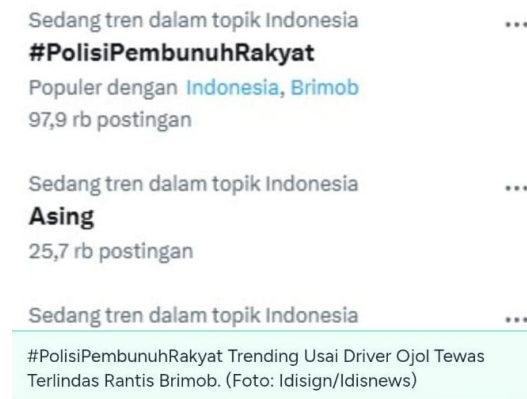 Sedang tren dalam topik Indonesia
#PolisiPembunuhRakyat
Populer dengan Indonesia, Brimob
97,9 rb postingan
Sedang tren dalam topik Indonesia
Asing
25,7 rb postingan
Sedang tren dalam topik Indonesia
#PolisiPembunuhRakyat Trending Usai Driver Ojol Tewas
Terlindas Rantis Brimob. (Foto: Idisign/Idisnews)